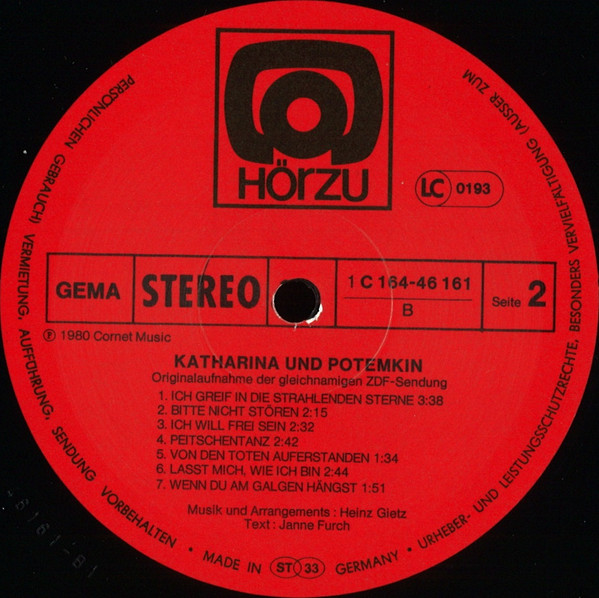 HÖRZU
LC 0193
GEMA
STEREO
1 C 164-46 161
B
Seite 2
℗ 1980 Cornet Music
KATHARINA UND POTEMKIN
Originalaufnahme der gleichnamigen ZDF-Sendung
1. ICH GREIF IN DIE STRAHLENDEN STERNE 3:38
2. BITTE NICHT STÖREN 2:15
3. ICH WILL FREI SEIN 2:32
4. PEITSCHENTANZ 2:42
5. VON DEN TOTEN AUFERSTANDEN 1:34
6. LASST MICH, WIE ICH BIN 2:44
7. WENN DU AM GALGEN HÄNGST 1:51
Musik und Arrangements : Heinz Gietz
Text : Janne Furch
MADE IN ST 33 GERMANY • URHEBER- UND LEISTUNGSSCHUTZRECHTE, BESONDERS VERVIELFÄLTIGUNG (AUSSER ZUM
PERSÖNLICHEN GEBRAUCH) VERMIETUNG, AUFFÜHRUNG, SENDUNG VORBEHALTEN •